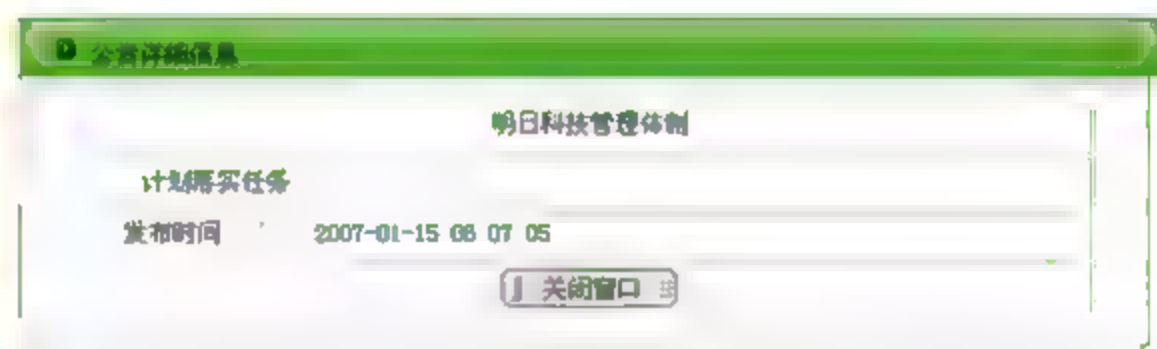 公告详细信息
明日科技管理体制
计划落实任务
发布时间 2007-01-15 08 07 05
关闭窗口